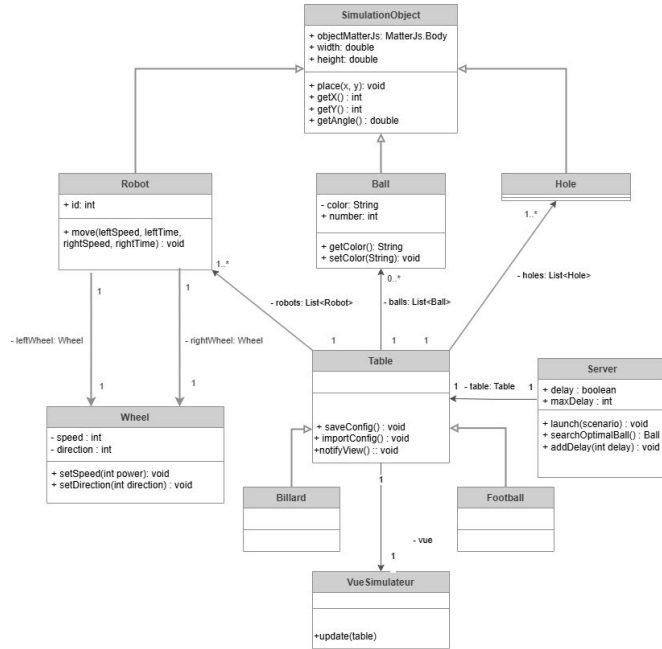 SimulationObject
+ objectMatterJs: MatterJs.Body
+ width: double
+ height: double
+ place(x, y): void
+ getX() : int
+ getY() : int
+ getAngle() : double
Robot
+ id: int
+ move(leftSpeed, leftTime,
rightSpeed, rightTime) : void
Ball
- color: String
+ number: int
+ getColor(): String
+ setColor(String): void
Hole
1..*
1..*
0..*
1
1
- robots: List<Robot>
- balls: List<Ball>
- holes: List<Hole>
- leftWheel: Wheel
- rightWheel: Wheel
1
1
1
1
1
Wheel
- speed : int
- direction : int
+ setSpeed(int power): void
+ setDirection(int direction) : void
Table
+ saveConfig() : void
+ importConfig() : void
+notifyView() :: void
1
- table: Table
1
Server
+ delay : boolean
+ maxDelay : int
+ launch(scenario) : void
+ searchOptimalBall() : Ball
+ addDelay(int delay) : void
Billard
Football
1
- vue
1
VueSimulateur
+update(table)